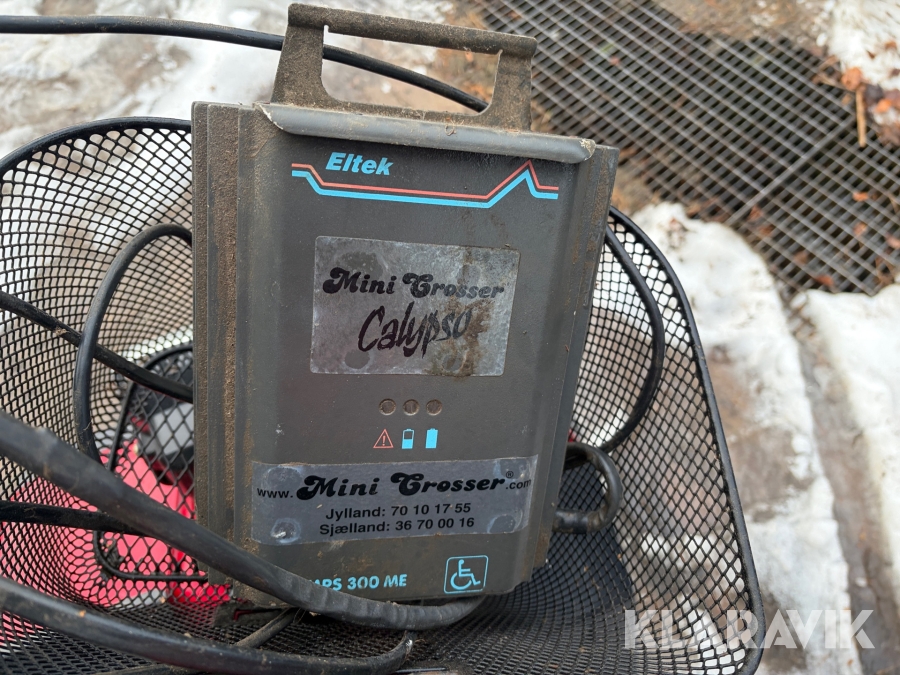 Eltek
Mini Crosser
Calypso
www.Mini Crosser®.com
Jylland: 70 10 17 55
Sjælland: 36 70 00 16
300 ME
KLARAVIK